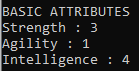 BASIC ATTRIBUTES
Strength : 3
Agility : 1
Intelligence : 4